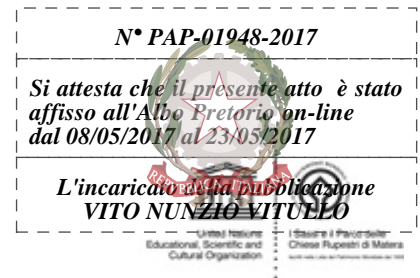 N° PAP-01948-2017
Si attesta che il presente atto è stato
affisso all'Albo Pretorio on-line
dal 08/05/2017 al 23/05/2017
L'incaricato della pubblicazione
VITO NUNZIO VITULLO
REPUBBLICA ITALIANA
United Nations
Educational, Scientific and
Cultural Organization
I Sassi e il Parco delle
Chiese Rupestri di Matera